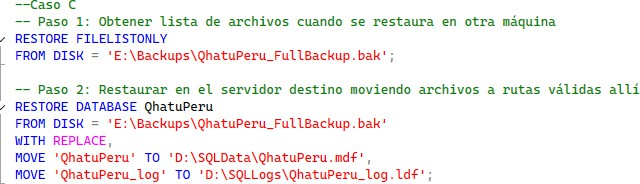 --Caso C
-- Paso 1: Obtener lista de archivos cuando se restaura en otra máquina
RESTORE FILELISTONLY
FROM DISK = 'E:\Backups\QhatuPeru_FullBackup.bak';
-- Paso 2: Restaurar en el servidor destino moviendo archivos a rutas válidas allí
RESTORE DATABASE QhatuPeru
FROM DISK = 'E:\Backups\QhatuPeru_FullBackup.bak'
WITH REPLACE,
MOVE 'QhatuPeru' TO 'D:\SQLData\QhatuPeru.mdf',
MOVE 'QhatuPeru_log' TO 'D:\SQLLogs\QhatuPeru_log.ldf';